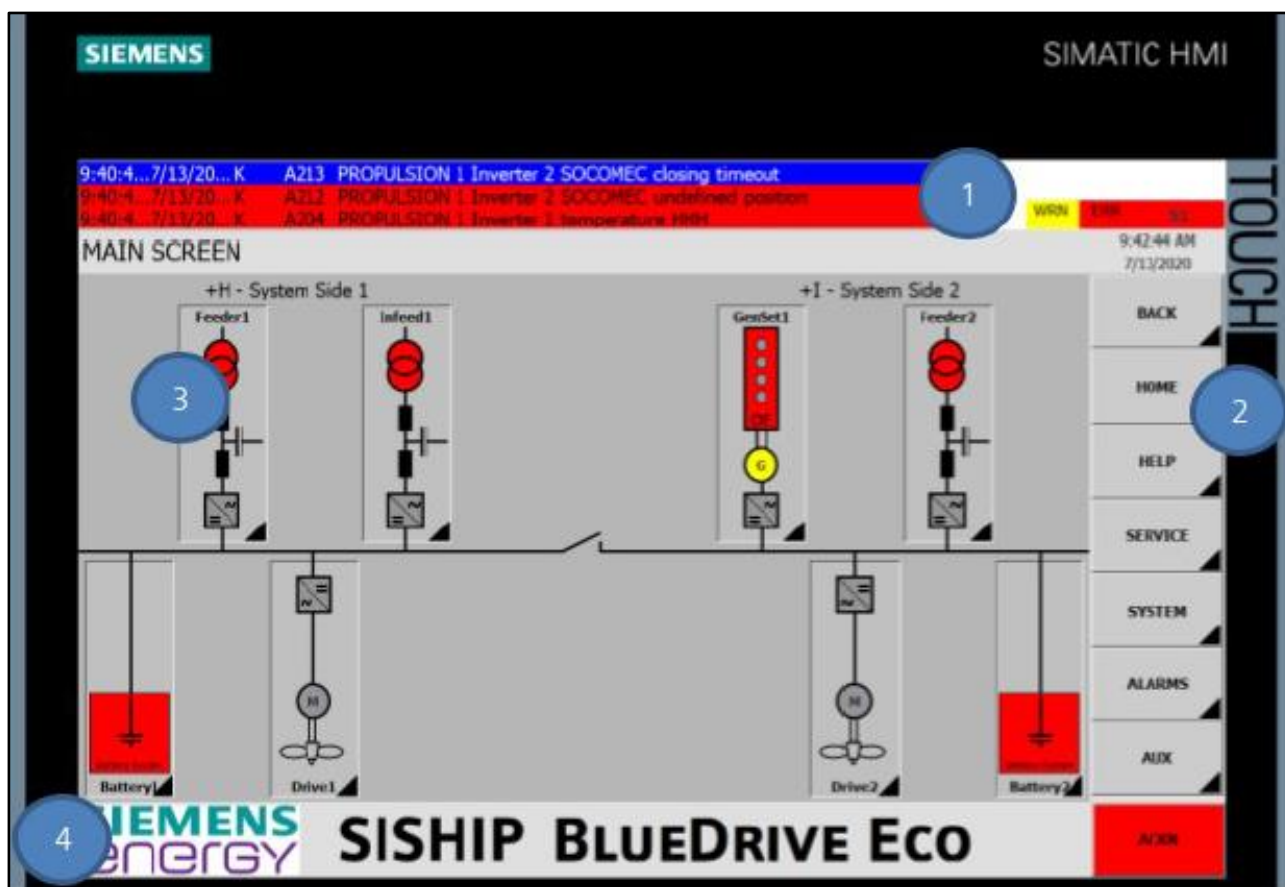 SIEMENS
SIMATIC HMI
TOUCH
9:40:4...7/13/20... K A213 PROPULSION 1 Inverter 2 SOCOMEC closing timeout
9:40:4...7/13/20... K A212 PROPULSION 1 Inverter 2 SOCOMEC undefined position
9:40:4...7/13/20... K A204 PROPULSION 1 Inverter 1 temperature HHH
1
WRN
MAIN SCREEN
9:42:44 AM
7/13/2020
+H - System Side 1
+I - System Side 2
Feeder1
Infeed1
GenSet1
Feeder2
BACK
HOME
HELP
SERVICE
SYSTEM
ALARMS
AUX
2
3
G
M
M
Battery1
Drive1
Drive2
Battery2
4
SIEMENS
energy
SISHIP BLUEDRIVE ECO